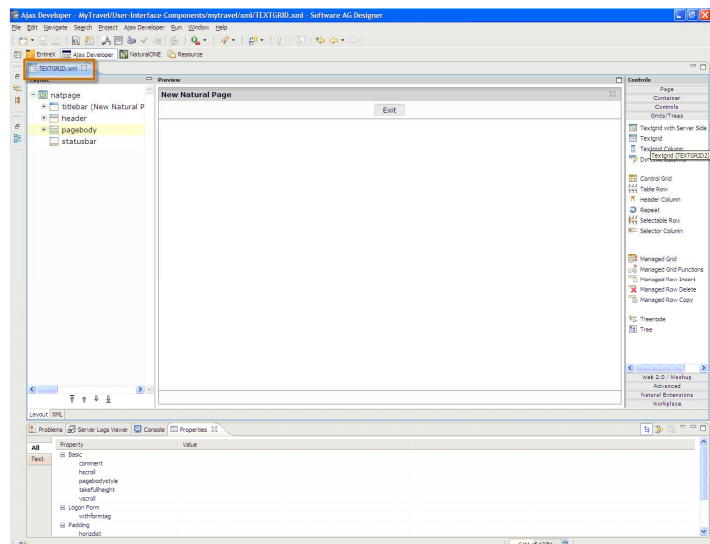 Ajax Developer - MyTravel/User-Interface-Components/mytravel/xml/TEXTGRID.xml - Software AG Designer
File Edit Navigate Search Project Ajax Developer Run Window Help
EntireX Ajax Developer NaturalONE Resource
TEXTGRID.xml
Layout
natpage
titlebar (New Natural P
header
pagebody
statusbar
Layout XML
Preview
New Natural Page
Exit
Controls
Page
Container
Controls
Grids/Trees
Textgrid with Server Side
Textgrid
Textgrid Column
Textgrid (TEXTGRID2)
Control Grid
Table Row
Header Column
Repeat
Selectable Row
Selector Column
Managed Grid
Managed Grid Functions
Managed Row Insert
Managed Row Delete
Managed Row Copy
Treenode
Tree
Web 2.0 / Mashup
Advanced
Natural Extensions
Workplace
Problems Server Logs Viewer Console Properties
All
Text
Property Value
Basic
comment
hscroll
pagebodystyle
takefullheight
vscroll
Logon Form
withformtag
Padding
horizdist